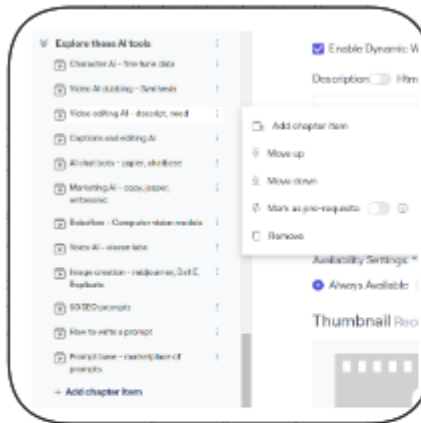 Explore these AI tools
Character AI - fine tune data
Video AI dubbing - Synthesia
Video editing AI - descript, need
Captions and editing AI
AI chat bots - zapier, chatbase
Marketing AI - copy, jasper,
writesonic
Roboflow - Computer vision models
Voice AI - eleven labs
Image creation - midjourney, Dall E,
Replicate
SEO prompts
How to write a prompt
Prompt base - marketplace of
prompts
+ Add chapter item
Enable Dynamic W
Description Htm
Add chapter item
Move up
Move down
Mark as pre-requisite
Remove
Availability Settings *
Always Available
Thumbnail Reco